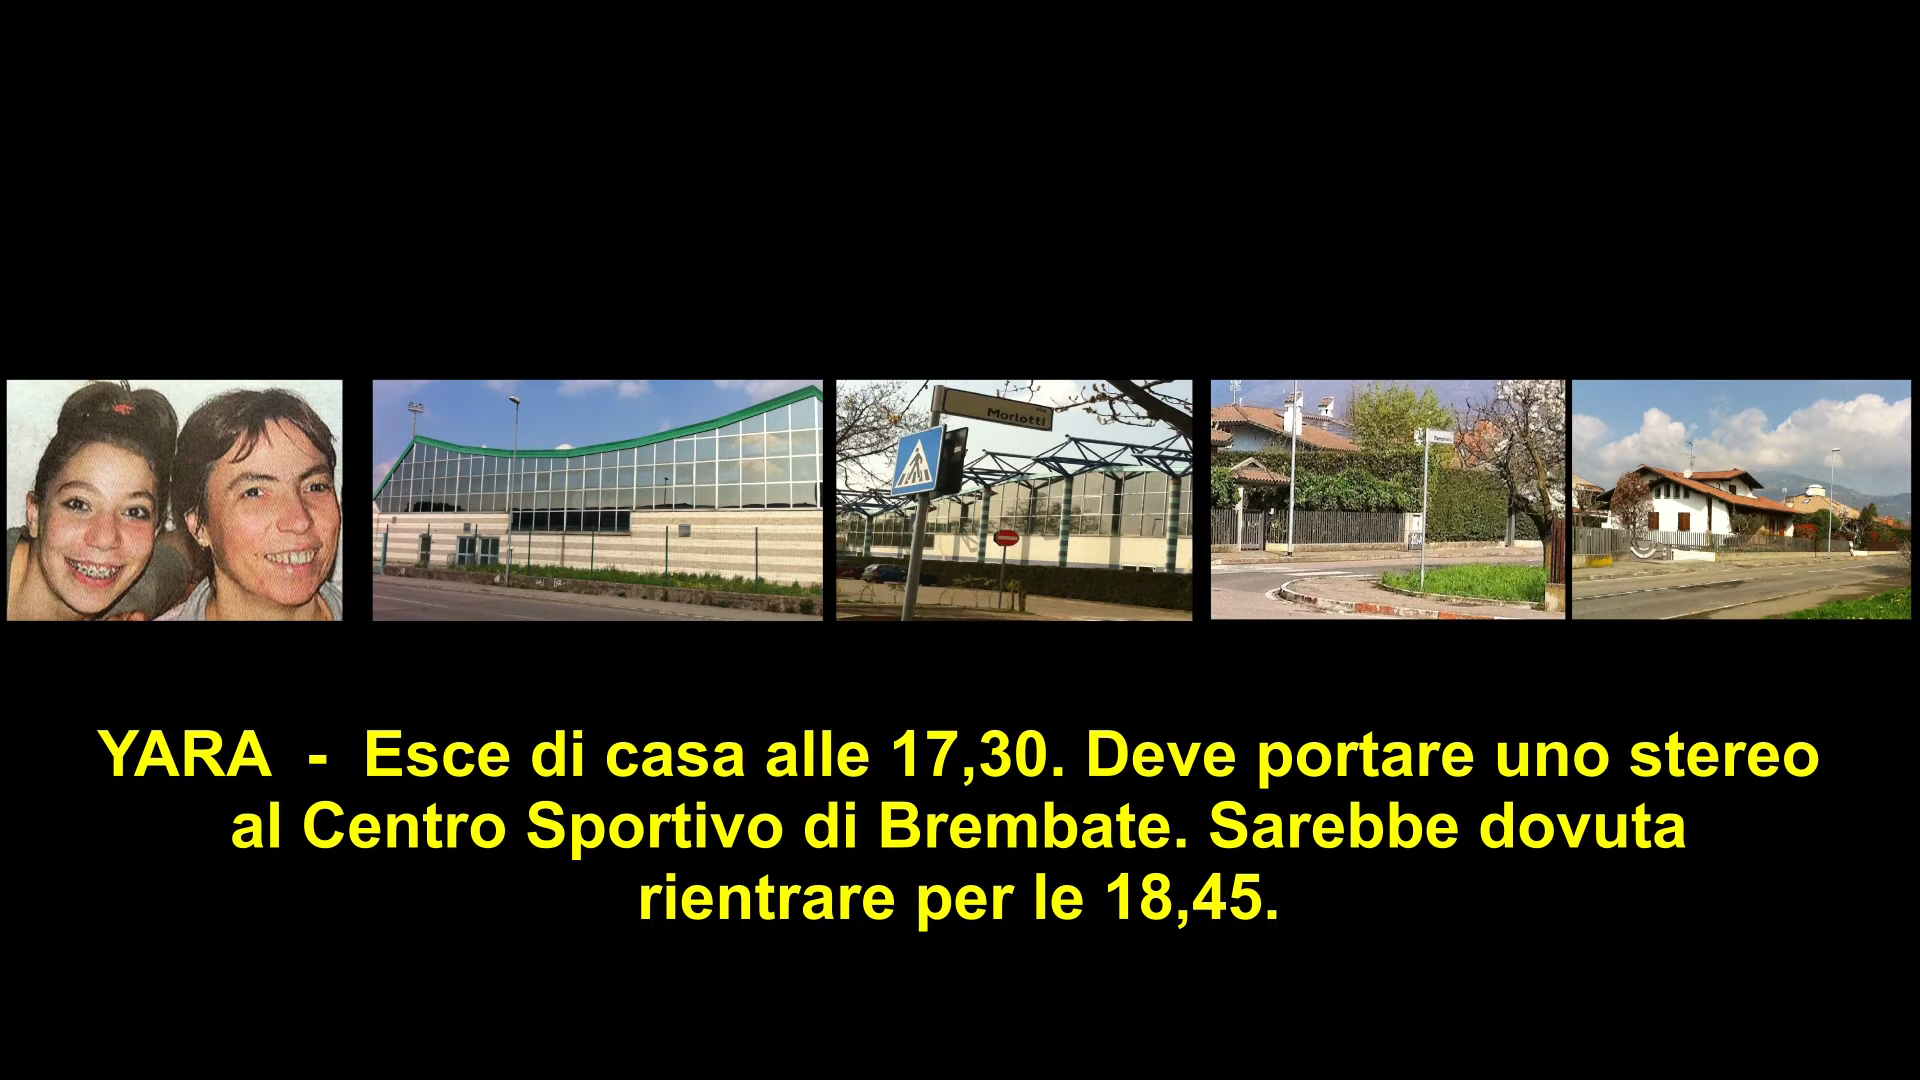 via
Morlotti
YARA - Esce di casa alle 17,30. Deve portare uno stereo
al Centro Sportivo di Brembate. Sarebbe dovuta
rientrare per le 18,45.